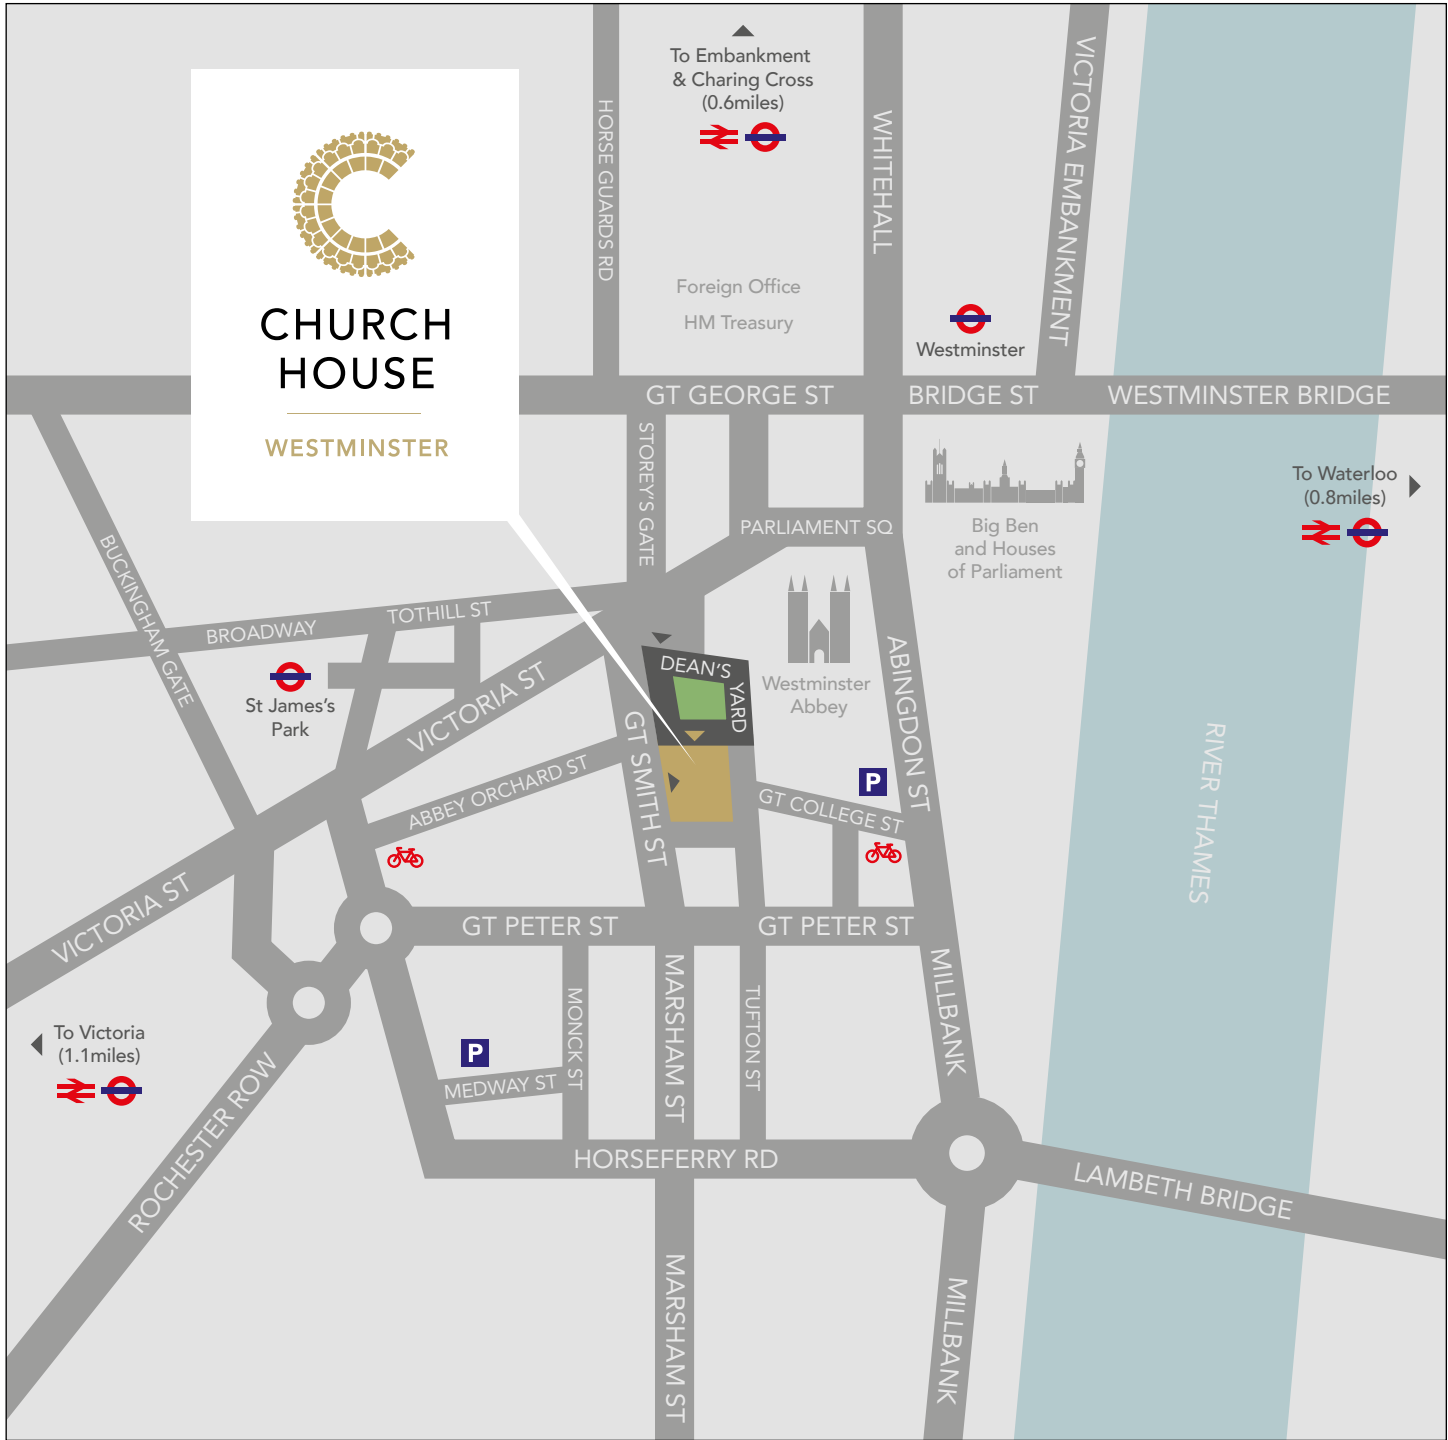 To Embankment
& Charing Cross
(0.6miles)
HORSE GUARDS RD
WHITEHALL
VICTORIA EMBANKMENT
CHURCH
HOUSE
WESTMINSTER
Foreign Office
HM Treasury
Westminster
GT GEORGE ST
BRIDGE ST
WESTMINSTER BRIDGE
STOREY'S GATE
To Waterloo
(0.8miles)
PARLIAMENT SQ
Big Ben
and Houses
of Parliament
BUCKINGHAM GATE
BROADWAY
TOTHILL ST
St James's
Park
VICTORIA ST
DEAN'S
YARD
Westminster
Abbey
ABINGDON ST
GT SMITH ST
ABBEY ORCHARD ST
P
GT COLLEGE ST
RIVER THAMES
VICTORIA ST
GT PETER ST
GT PETER ST
MILLBANK
To Victoria
(1.1miles)
MONCK ST
MARSHAM ST
TUFTON ST
P
MEDWAY ST
ROCHESTER ROW
HORSEFERRY RD
LAMBETH BRIDGE
MARSHAM ST
MILLBANK